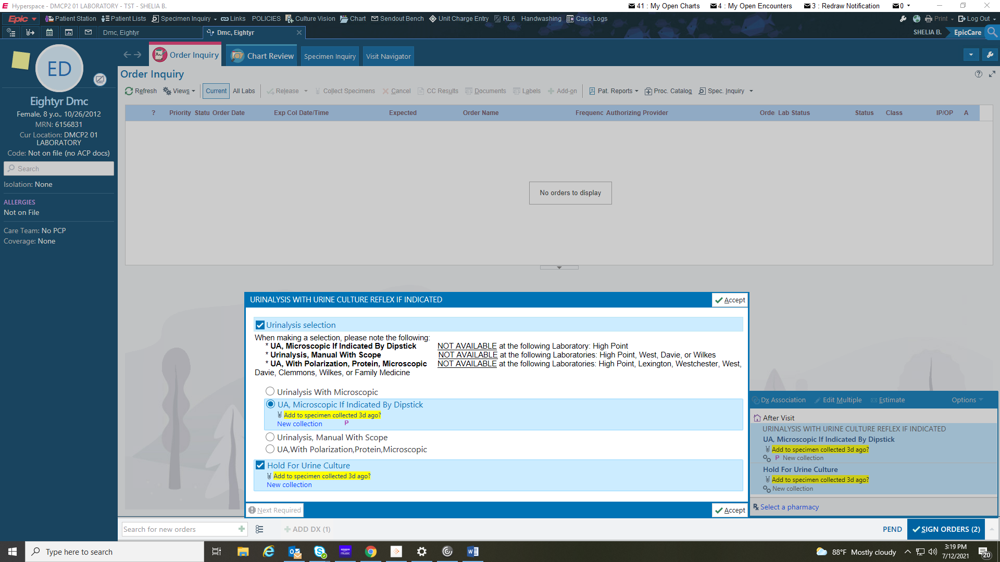 Hyperspace - DMCP2 01 LABORATORY - TST - SHELIA B.
41 : My Open Charts
4 : My Open Encounters
3 : Redraw Notification
0
Epic
Patient Station
Patient Lists
Specimen Inquiry
Links
POLICIES
Culture Vision
Chart
Sendout Bench
Unit Charge Entry
RL6
Handwashing
Case Logs
Print
Log Out
Dmc, Eightyr
Dmc, Eightyr
SHELIA B.
EpicCare
ED
Order Inquiry
Chart Review
Specimen Inquiry
Visit Navigator
Order Inquiry
Refresh
Views
Current
All Labs
Release
Collect Specimens
Cancel
CC Results
Documents
Labels
Add-on
Pat. Reports
Proc. Catalog
Spec. Inquiry
Eightyr Dmc
Female, 8 y.o., 10/26/2012
MRN: 6156831
Cur Location: DMCP2 01
LABORATORY
Code: Not on file (no ACP docs)
Search
Isolation: None
ALLERGIES
Not on File
Care Team: No PCP
Coverage: None
? Priority Statu Order Date Exp Col Date/Time Expected Order Name Frequenc Authorizing Provider Orde Lab Status Status Class IP/OP A
No orders to display
URINALYSIS WITH URINE CULTURE REFLEX IF INDICATED
Accept
Urinalysis selection
When making a selection, please note the following:
* UA, Microscopic If Indicated By Dipstick NOT AVAILABLE at the following Laboratory: High Point
* Urinalysis, Manual With Scope NOT AVAILABLE at the following Laboratories: High Point, West, Davie, or Wilkes
* UA, With Polarization, Protein, Microscopic NOT AVAILABLE at the following Laboratories: High Point, Lexington, Westchester, West,
Davie, Clemmons, Wilkes, or Family Medicine
Urinalysis With Microscopic
UA, Microscopic If Indicated By Dipstick
Add to specimen collected 3d ago?
New collection P
Urinalysis, Manual With Scope
UA,With Polarization,Protein,Microscopic
Hold For Urine Culture
Add to specimen collected 3d ago?
New collection
Next Required
Accept
Dx Association
Edit Multiple
Estimate
Options
After Visit
URINALYSIS WITH URINE CULTURE REFLEX IF INDICATED
UA, Microscopic If Indicated By Dipstick
Add to specimen collected 3d ago?
P New collection
Hold For Urine Culture
Add to specimen collected 3d ago?
New collection
Rx Select a pharmacy
Search for new orders
ADD DX (1)
PEND
SIGN ORDERS (2)
Type here to search
amazon music
88°F Mostly cloudy
3:19 PM
7/12/2021
20